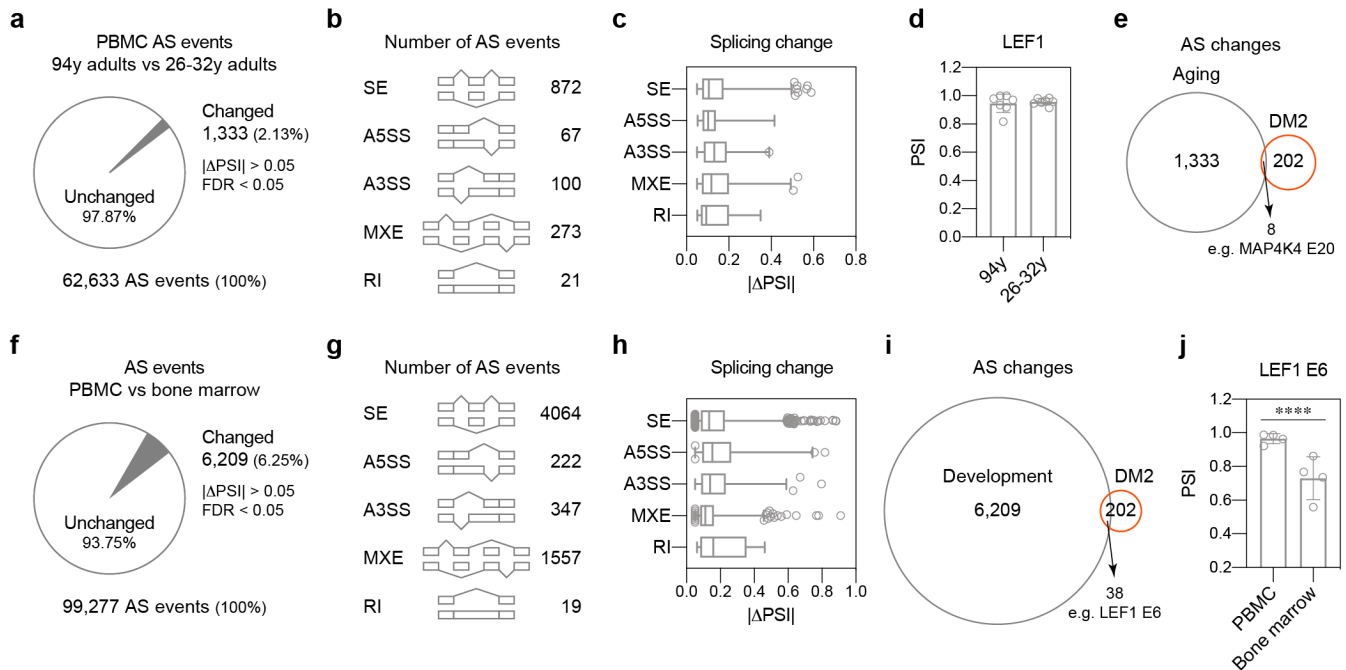 a
PBMC AS events
94y adults vs 26-32y adults
Changed
1,333 (2.13%)
|ΔPSI| > 0.05
FDR < 0.05
Unchanged
97.87%
62,633 AS events (100%)
b
Number of AS events
SE 872
A5SS 67
A3SS 100
MXE 273
RI 21
c
Splicing change
SE
A5SS
A3SS
MXE
RI
0.0 0.2 0.4 0.6 0.8
|ΔPSI|
d
LEF1
PSI
1.2
1.0
0.8
0.6
0.4
0.2
0.0
94y
26-32y
e
AS changes
Aging
DM2
1,333
202
8
e.g. MAP4K4 E20
f
AS events
PBMC vs bone marrow
Changed
6,209 (6.25%)
|ΔPSI| > 0.05
FDR < 0.05
Unchanged
93.75%
99,277 AS events (100%)
g
Number of AS events
SE 4064
A5SS 222
A3SS 347
MXE 1557
RI 19
h
Splicing change
SE
A5SS
A3SS
MXE
RI
0.0 0.2 0.4 0.6 0.8 1.0
|ΔPSI|
i
AS changes
Development
DM2
6,209
202
38
e.g. LEF1 E6
j
LEF1 E6
****
PSI
1.2
1.0
0.8
0.6
0.4
0.2
PBMC
Bone marrow